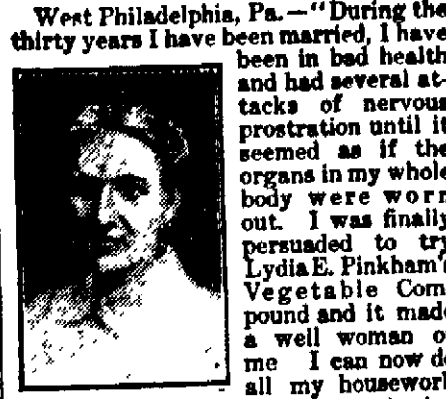 West Philadelphia, Pa.—"During the
thirty years I have been married, I have
been in bad health
and had several at-
tacks of nervous
prostration until it
seemed as if the
organs in my whole
body were worn
out. I was finally
persuaded to try
Lydia E. Pinkham's
Vegetable Com
pound and it made
a well woman o
me I can now do
all my housework